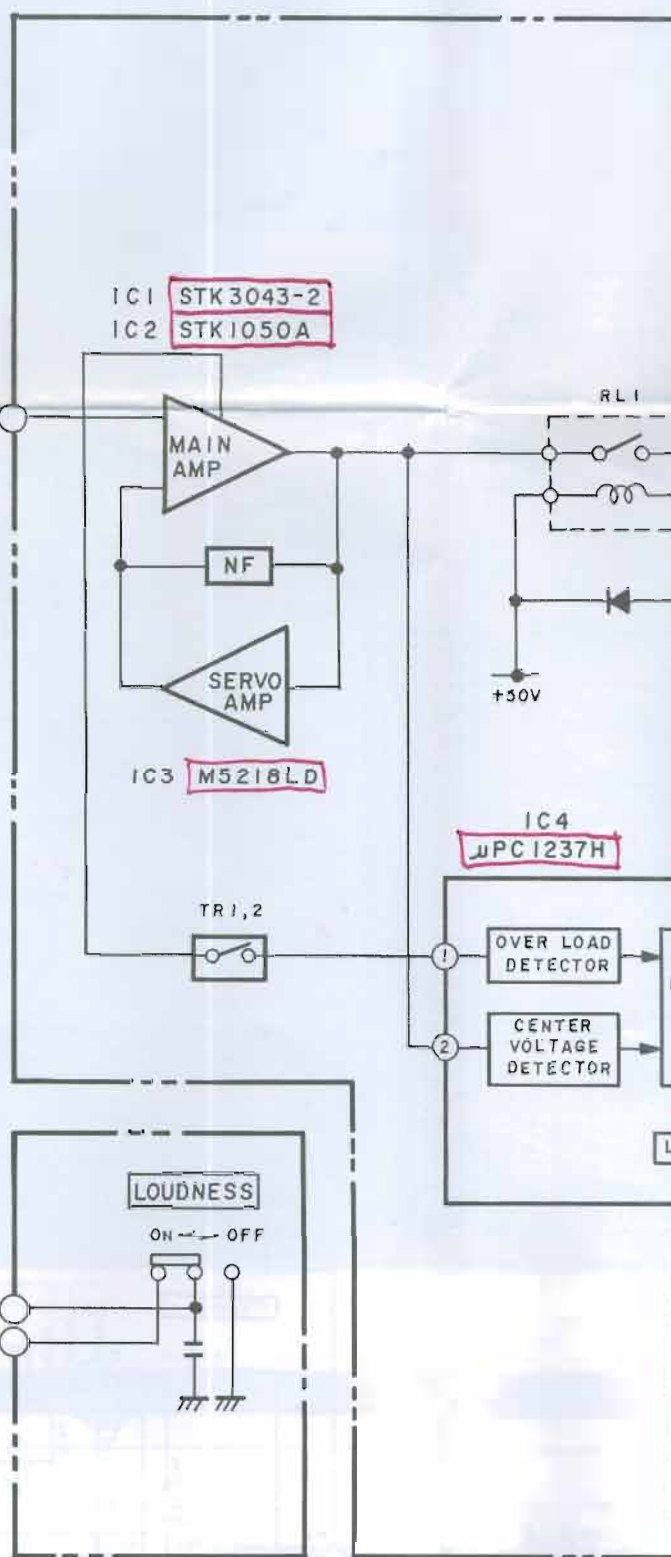 IC1 STK3043-2
IC2 STK1050A
RL1
MAIN
AMP
NF
SERVO
AMP
+50V
IC3 M5218LD
IC4
μPC1237H
TR1,2
1
OVER LOAD
DETECTOR
2
CENTER
VOLTAGE
DETECTOR
L
LOUDNESS
ON OFF